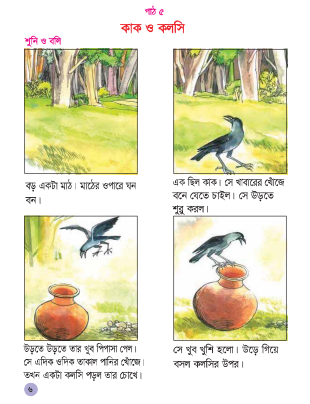 পাঠ ৫
কাক ও কলসি
শুনি ও বলি
বড় একটা মাঠ। মাঠের ওপারে ঘন
বন।
এক ছিল কাক। সে খাবারের খোঁজে
বনে যেতে চাইল। সে উড়তে
শুরু করল।
উড়তে উড়তে তার খুব পিপাসা পেল।
সে এদিক ওদিক তাকাল পানির খোঁজে।
তখন একটা কলসি পড়ল তার চোখে।
সে খুব খুশি হলো। উড়ে গিয়ে
বসল কলসির উপর।
৬